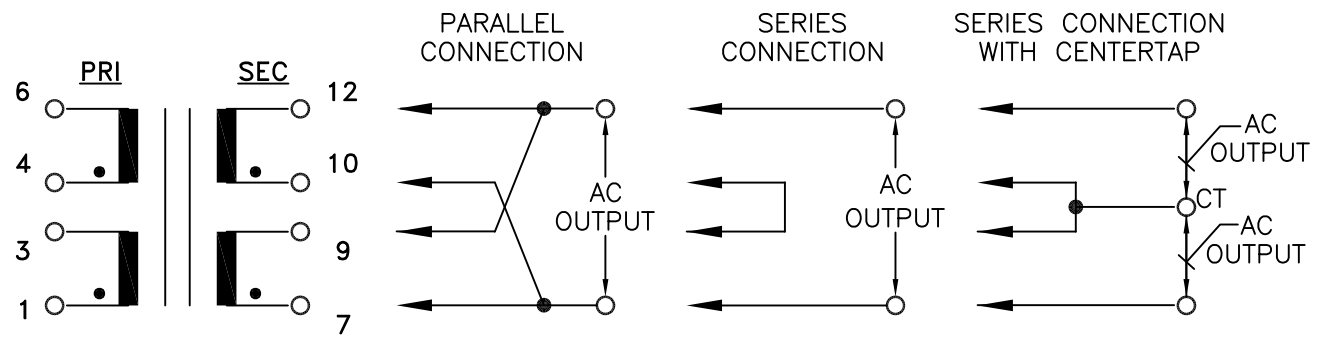 PARALLEL
CONNECTION
SERIES
CONNECTION
SERIES CONNECTION
WITH CENTERTAP
PRI
SEC
6
4
3
1
12
10
9
7
AC
OUTPUT
AC
OUTPUT
AC
OUTPUT
CT
AC
OUTPUT